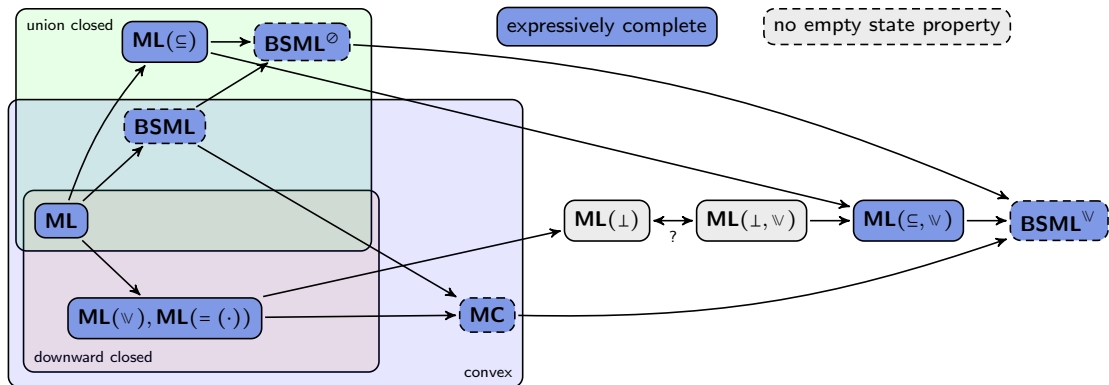 union closed
ML(⊆)
BSML^⊘
expressively complete
no empty state property
BSML
ML
ML(⊥)
?
ML(⊥, ⩖)
ML(⊆, ⩖)
BSML^⩖
ML(⩖), ML(= (·))
MC
downward closed
convex